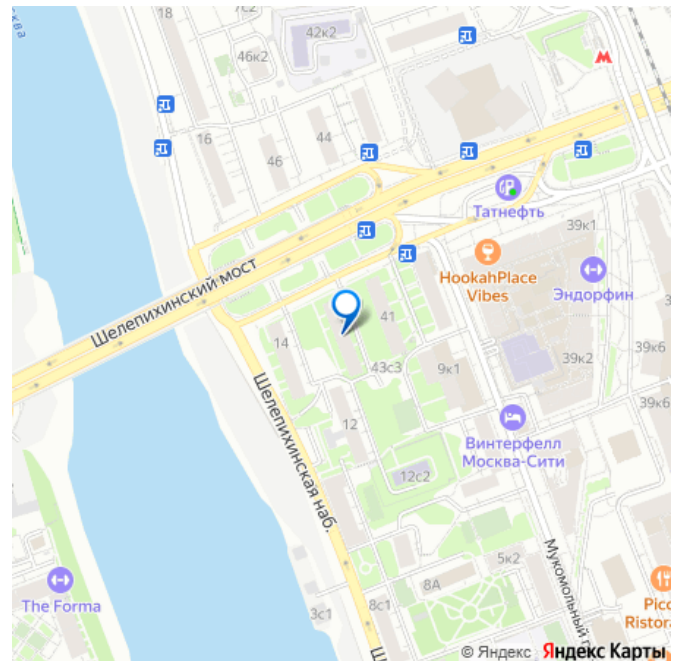 18
7с2
42к2
46к2
16
46
44
Татнефть
39к1
HookahPlace
Vibes
Эндорфин
Шелепихинский мост
14
41
43с3
9к1
39к2
39к6
39к6
12
Винтерфелл
Москва-Сити
Шелепихинская наб.
12с2
5к2
8А
Мукомольный п
The Forma
3с1
8с1
Picc
Ristora
Ш
© Яндекс Яндекс Карты